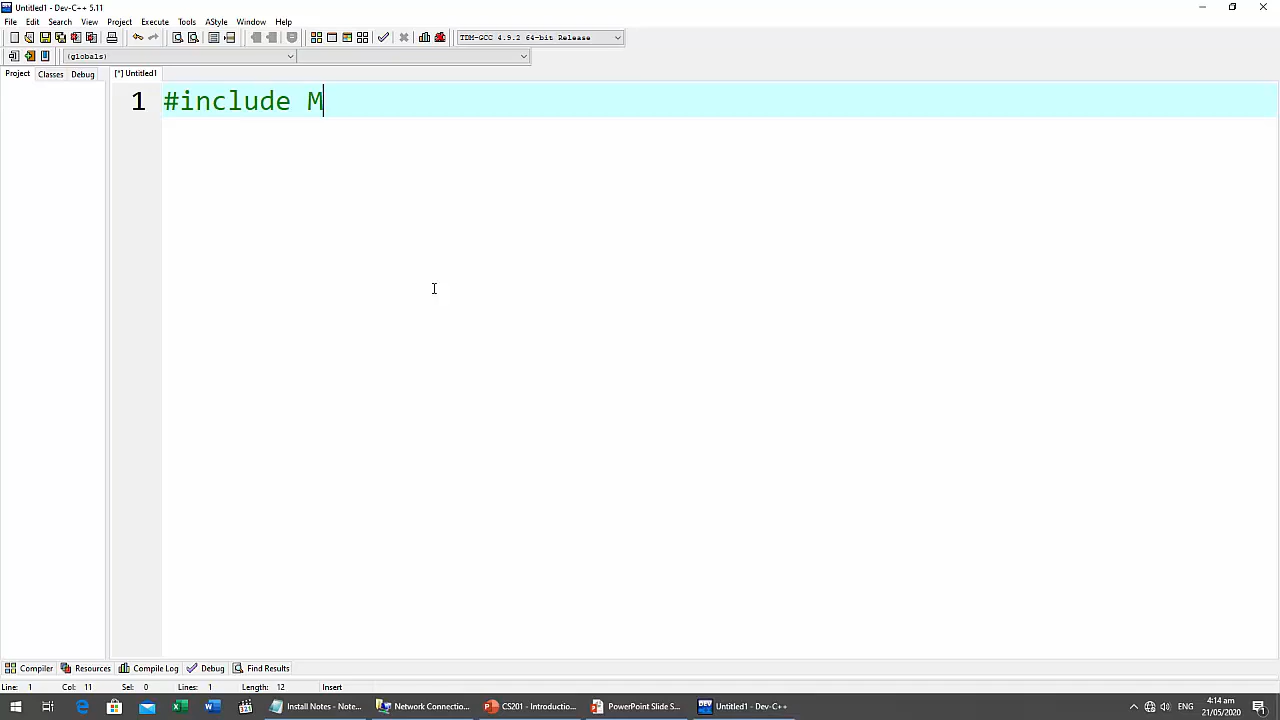 Untitled1 - Dev-C++ 5.11
File Edit Search View Project Execute Tools AStyle Window Help
TDM-GCC 4.9.2 64-bit Release
(globals)
Project Classes Debug [*] Untitled1
1 #include M
Compiler Resources Compile Log Debug Find Results
Line: 1 Col: 11 Sel: 0 Lines: 1 Length: 12 Insert
Install Notes - Note... Network Connectio... CS201 - Introductio... PowerPoint Slide S... Untitled1 - Dev-C++ ENG 4:14 pm
21/05/2020